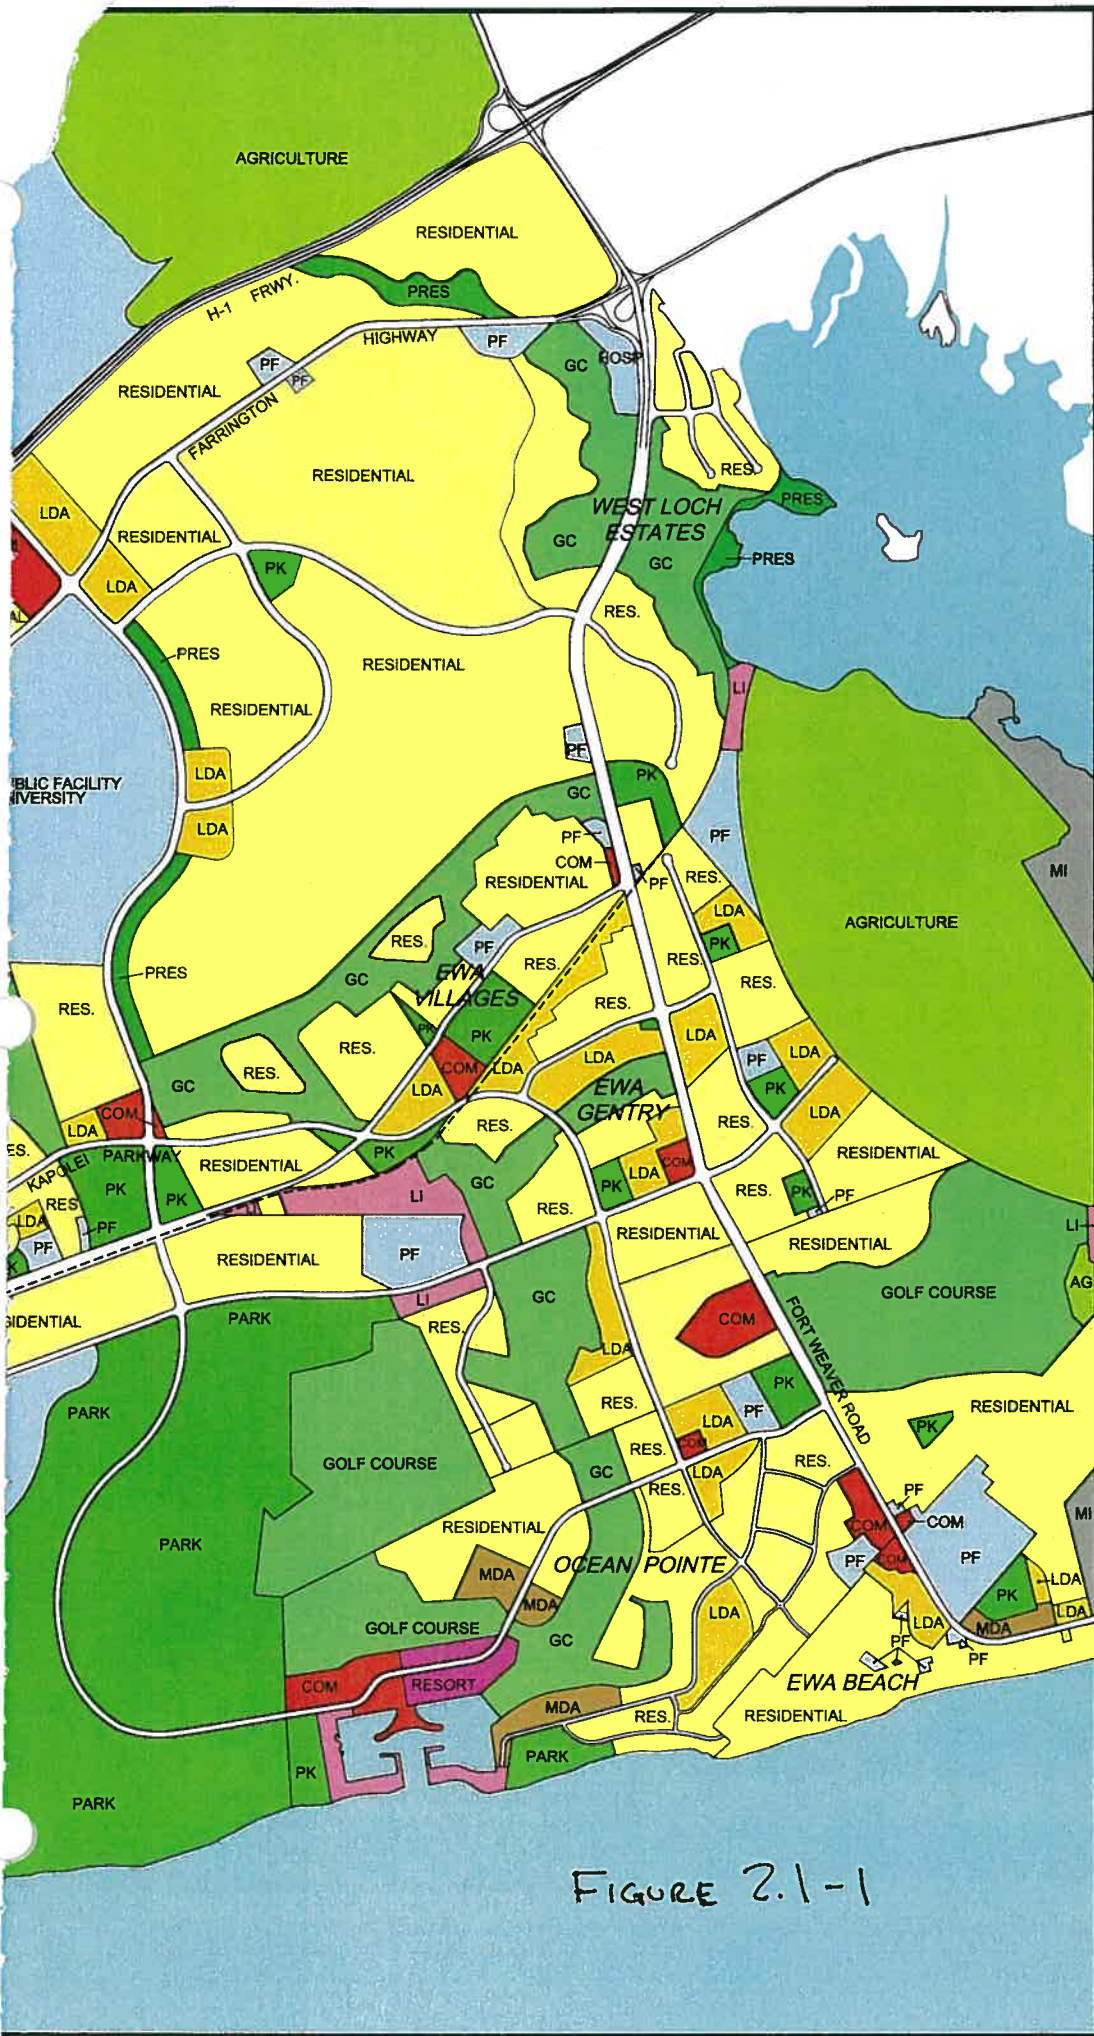 AGRICULTURE
RESIDENTIAL
H-1 FRWY.
PRES
HIGHWAY
PF
GC
HOSP
PF
PF
RESIDENTIAL
FARRINGTON
RESIDENTIAL
RES.
PRES
LDA
WEST LOCH
ESTATES
RESIDENTIAL
GC
GC
PRES
PK
LDA
RES.
PRES
RESIDENTIAL
LI
RESIDENTIAL
PF
PK
LDA
BLIC FACILITY
IVERSITY
GC
LDA
PF
PF
COM
MI
RESIDENTIAL
PF
RES.
LDA
AGRICULTURE
RES.
PF
PK
RES.
RES.
PRES
EWA
VILLAGES
GC
RES.
RES.
RES.
PK
PK
LDA
RES.
PF
LDA
LDA
COM
LDA
RES.
GC
LDA
EWA
GENTRY
PK
COM
LDA
RES.
RES.
LDA
ES.
KAPOLEI
PARKWAY
RESIDENTIAL
PK
COM
LDA
RESIDENTIAL
PK
PK
LI
GC
PK
RES.
PK
PF
RES
RES.
LDA
PF
LI
PF
RESIDENTIAL
PF
RESIDENTIAL
RESIDENTIAL
AG
GOLF COURSE
GC
LI
FORT WEAVER ROAD
SIDENTIAL
PARK
RES.
COM
LDA
PK
RES.
PARK
LDA
PF
RESIDENTIAL
PK
COM
RES.
GOLF COURSE
GC
LDA
RES.
RES.
PF
MI
COM
COM
RESIDENTIAL
PARK
OCEAN POINTE
PF
COM
PF
MDA
LDA
PK
MDA
LDA
LDA
LDA
GOLF COURSE
GC
PF
MDA
PF
COM
RESORT
EWA BEACH
MDA
RES.
RESIDENTIAL
PARK
PK
PARK
FIGURE 2.1-1